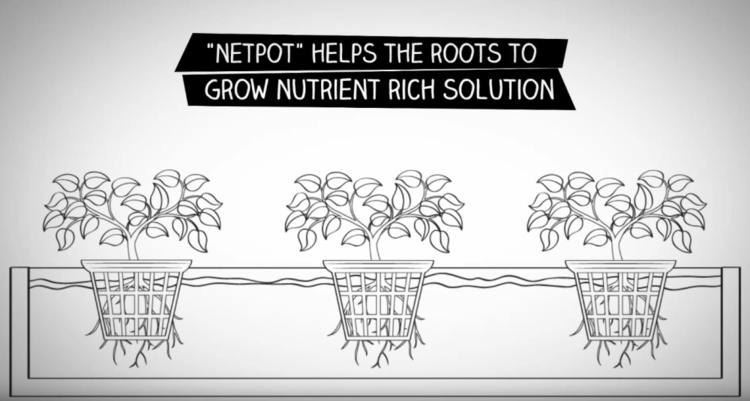 "NETPOT" HELPS THE ROOTS TO
GROW NUTRIENT RICH SOLUTION